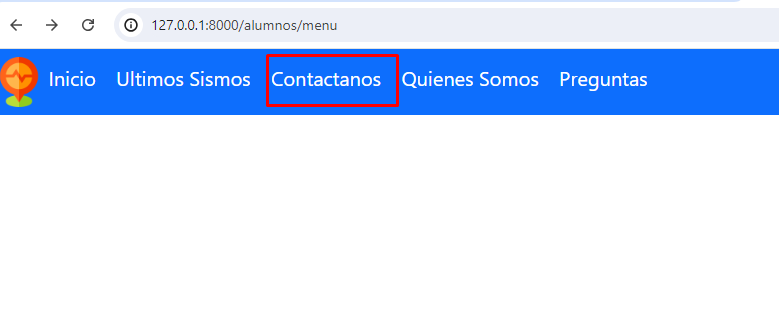 127.0.0.1:8000/alumnos/menu
Inicio Ultimos Sismos Contactanos Quienes Somos Preguntas